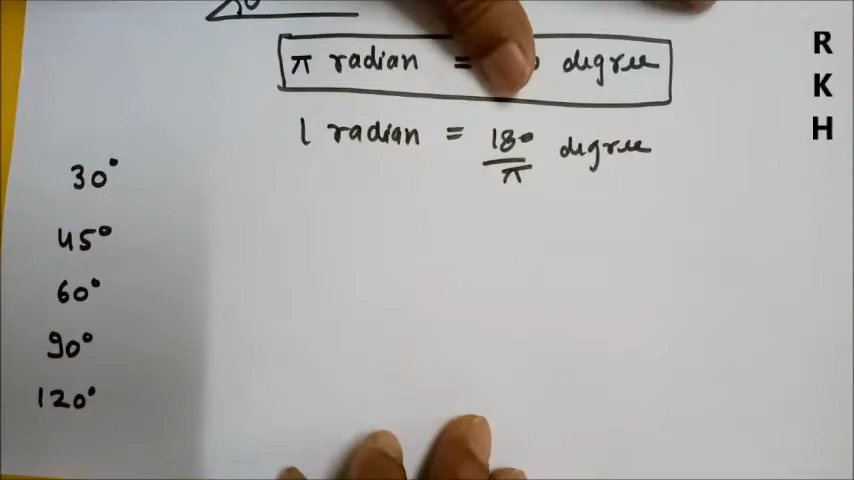 π radian = degree
1 radian = 180/π degree
30°
45°
60°
90°
120°
R
K
H